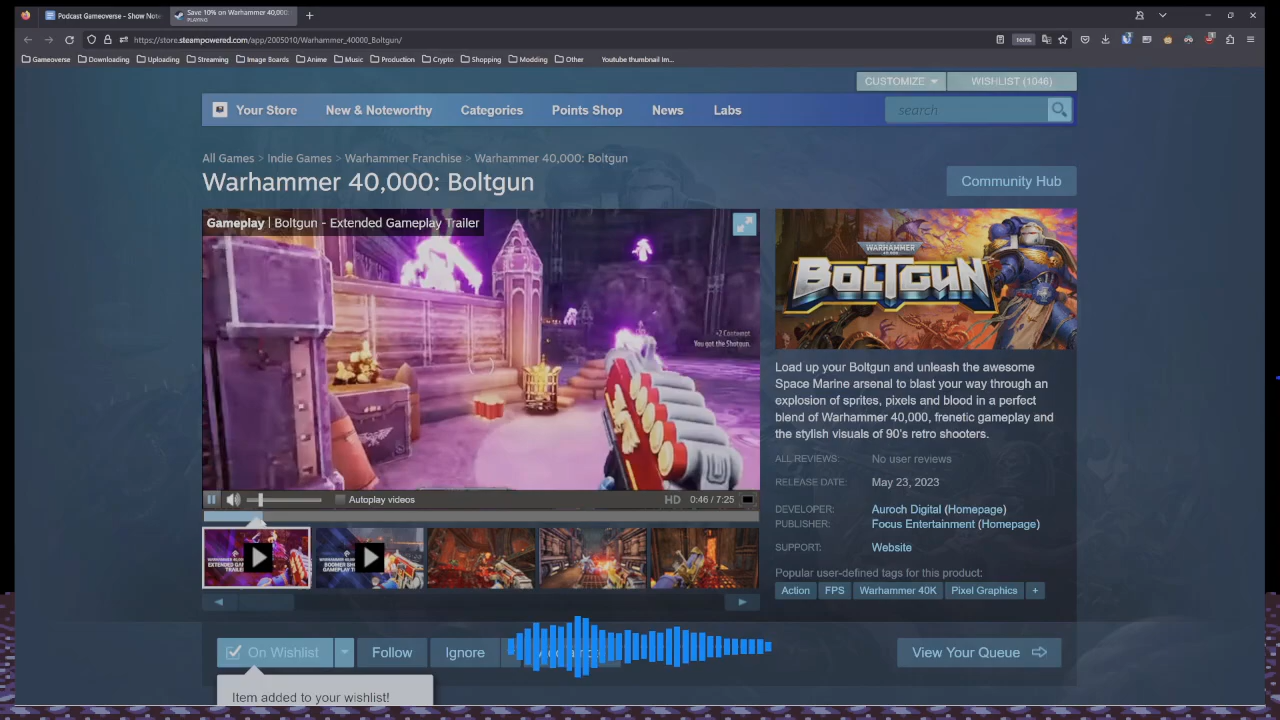 Podcast Gameoverse - Show Not
Save 10% on Warhammer 40,000:
PLAYING
https://store.steampowered.com/app/2005010/Warhammer_40000_Boltgun/
160%
Gameoverse Downloading Uploading Streaming Image Boards Anime Music Production Crypto Shopping Modding Other Youtube thumbnail im...
CUSTOMIZE WISHLIST (1046)
Your Store New & Noteworthy Categories Points Shop News Labs search
All Games > Indie Games > Warhammer Franchise > Warhammer 40,000: Boltgun
Warhammer 40,000: Boltgun
Community Hub
Gameplay | Boltgun - Extended Gameplay Trailer
+2 Contempt
You got the Shotgun.
Autoplay videos HD 0:46 / 7:25
WARHAMMER
40,000
BOLTGUN
Load up your Boltgun and unleash the awesome
Space Marine arsenal to blast your way through an
explosion of sprites, pixels and blood in a perfect
blend of Warhammer 40,000, frenetic gameplay and
the stylish visuals of 90's retro shooters.
ALL REVIEWS: No user reviews
RELEASE DATE: May 23, 2023
DEVELOPER: Auroch Digital (Homepage)
PUBLISHER: Focus Entertainment (Homepage)
SUPPORT: Website
Popular user-defined tags for this product:
Action FPS Warhammer 40K Pixel Graphics +
On Wishlist Follow Ignore View Your Queue
Item added to your wishlist!